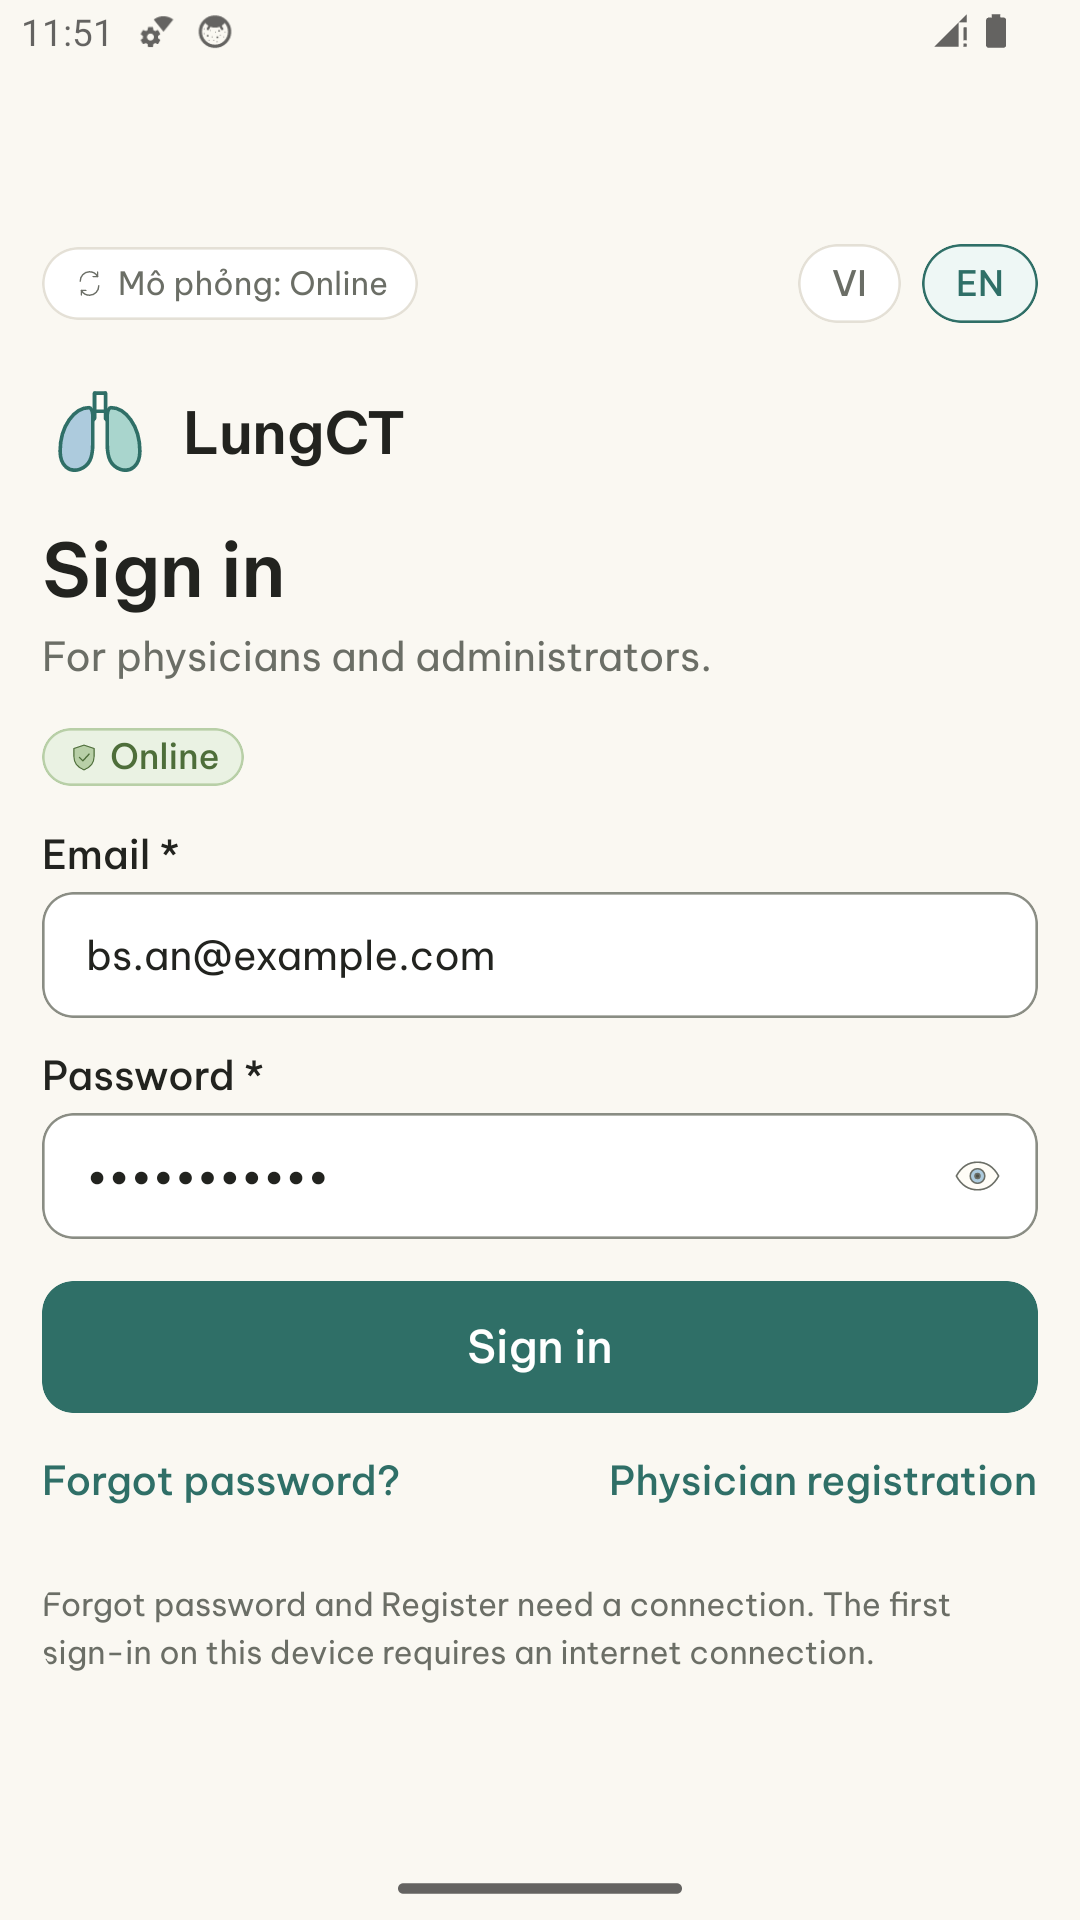 11:51
Mô phỏng: Online
VI
EN
LungCT
Sign in
For physicians and administrators.
Online
Email *
bs.an@example.com
Password *
•••••••••••
Sign in
Forgot password?
Physician registration
Forgot password and Register need a connection. The first
sign-in on this device requires an internet connection.